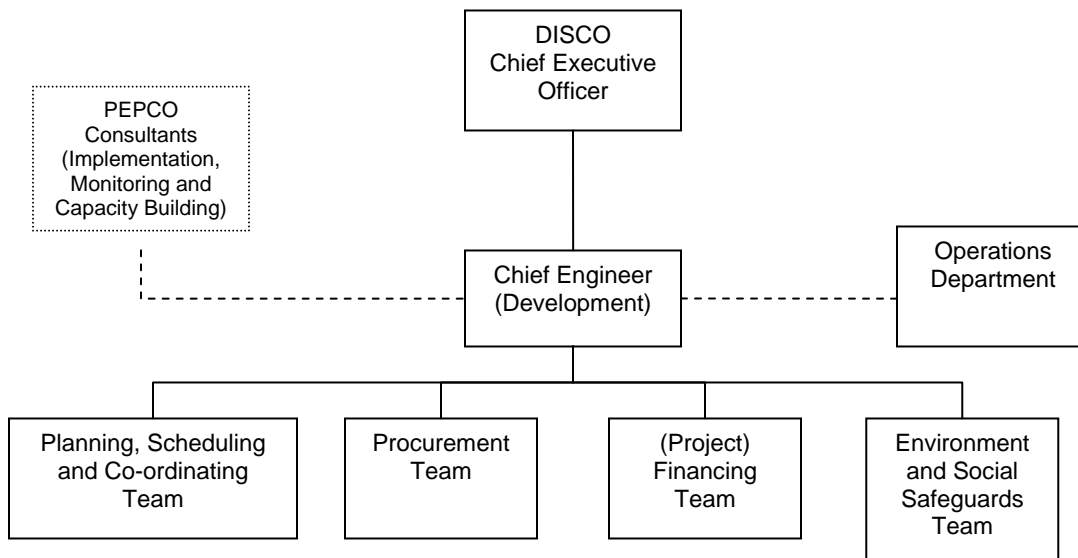 DISCO
Chief Executive
Officer
PEPCO
Consultants
(Implementation,
Monitoring and
Capacity Building)
Chief Engineer
(Development)
Operations
Department
Planning, Scheduling
and Co-ordinating
Team
Procurement
Team
(Project)
Financing
Team
Environment
and Social
Safeguards
Team